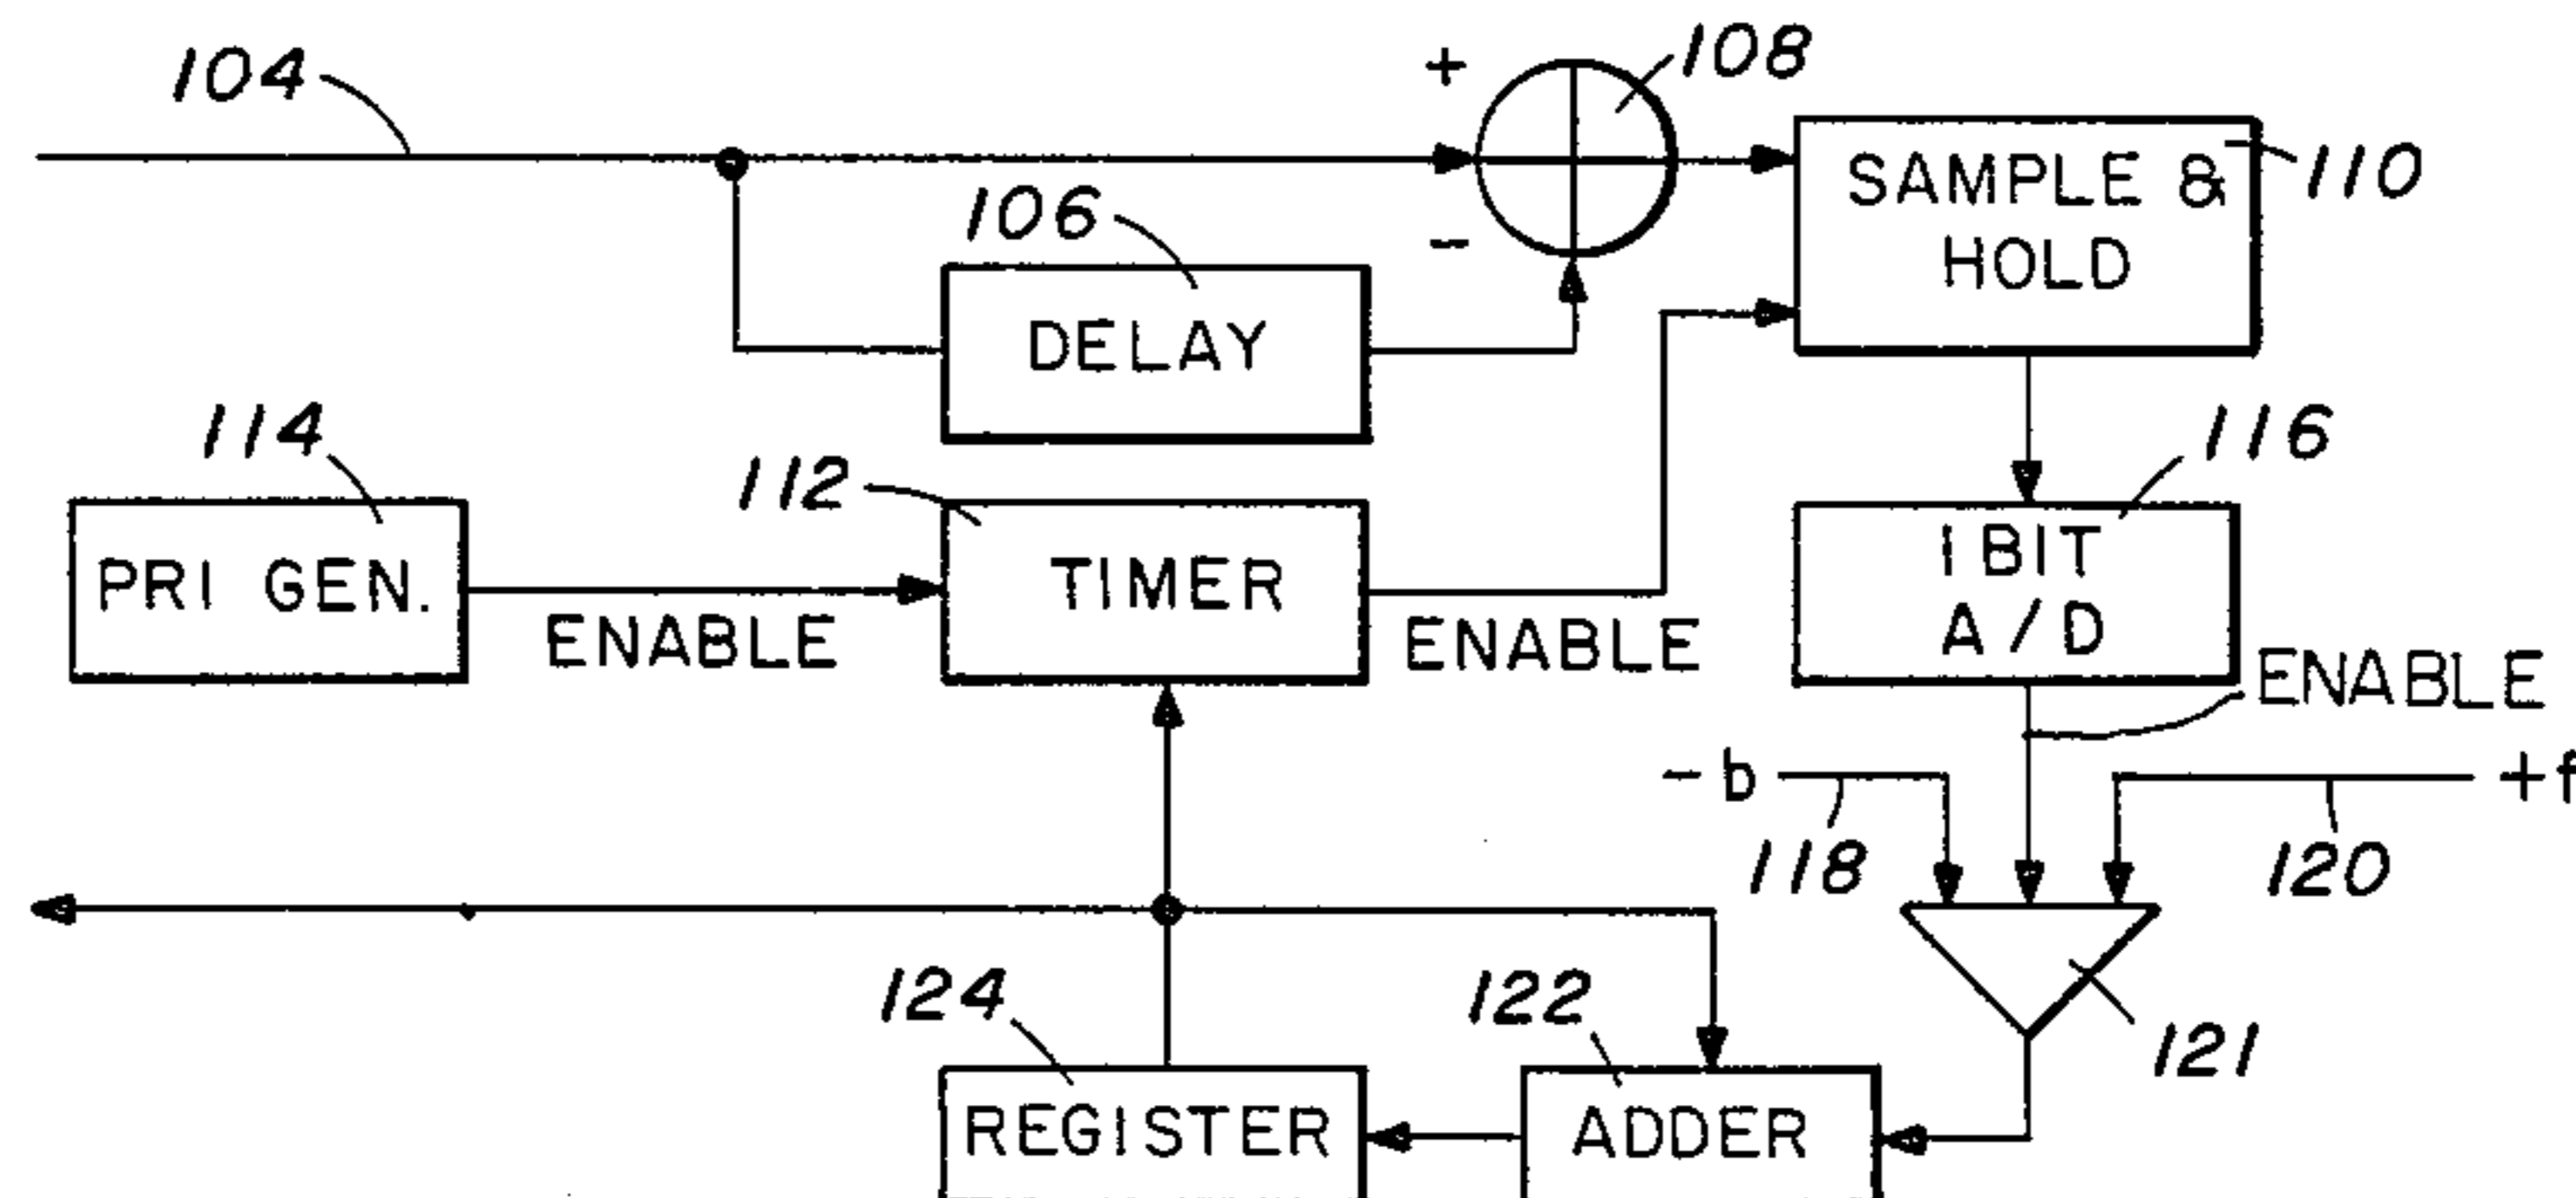 104
+
108
SAMPLE &
HOLD
110
106
-
DELAY
114
112
116
PRI GEN.
ENABLE
TIMER
ENABLE
1 BIT
A/D
ENABLE
-b
+f
118
120
124
122
121
REGISTER
ADDER